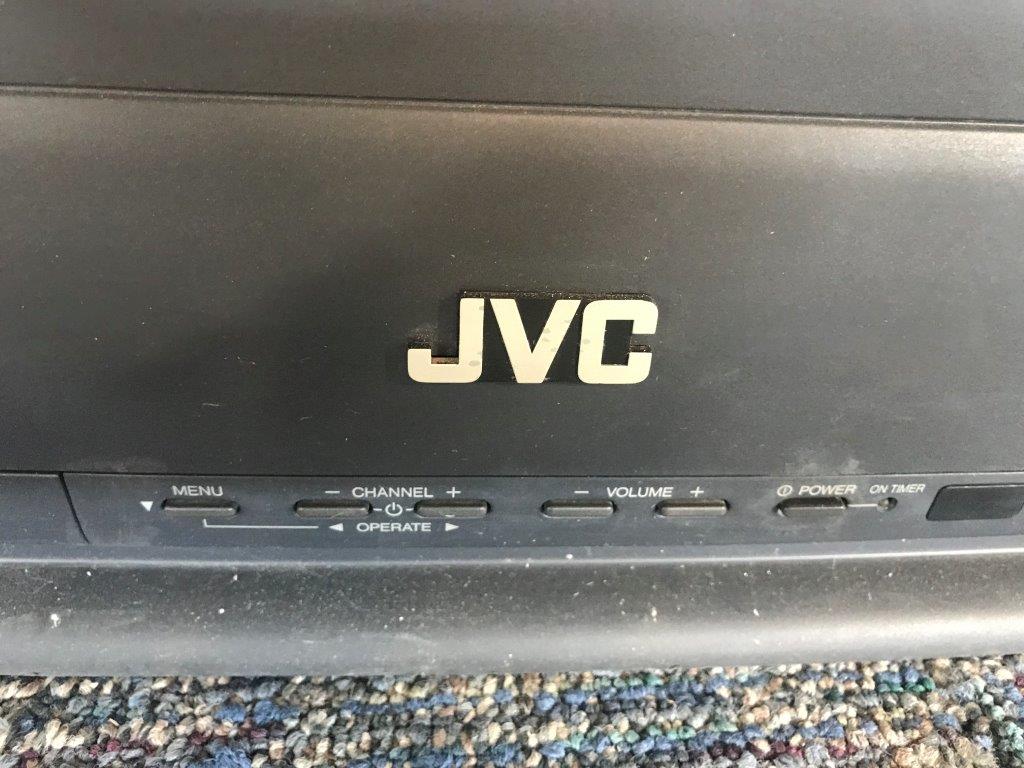 JVC
MENU
− CHANNEL +
◄ OPERATE ►
− VOLUME +
POWER
ON TIMER